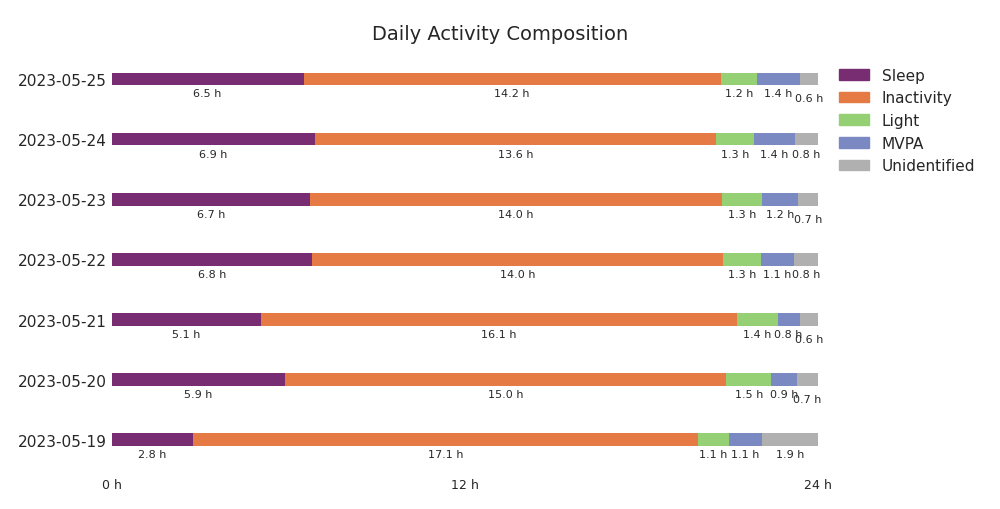 Daily Activity Composition
2023-05-25
6.5 h 14.2 h 1.2 h 1.4 h 0.6 h
2023-05-24
6.9 h 13.6 h 1.3 h 1.4 h 0.8 h
2023-05-23
6.7 h 14.0 h 1.3 h 1.2 h 0.7 h
2023-05-22
6.8 h 14.0 h 1.3 h 1.1 h 0.8 h
2023-05-21
5.1 h 16.1 h 1.4 h 0.8 h 0.6 h
2023-05-20
5.9 h 15.0 h 1.5 h 0.9 h 0.7 h
2023-05-19
2.8 h 17.1 h 1.1 h 1.1 h 1.9 h
0 h 12 h 24 h
Sleep
Inactivity
Light
MVPA
Unidentified